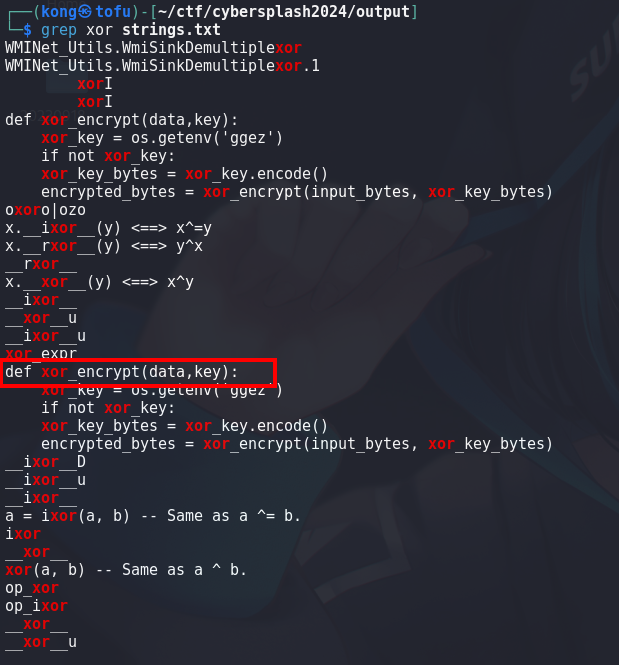 ┌──(kong㉿tofu)-[~/ctf/cybersplash2024/output]
└─$ grep xor strings.txt
WMINet_Utils.WmiSinkDemultiplexor
WMINet_Utils.WmiSinkDemultiplexor.1
        xorI
        xorI
def xor_encrypt(data,key):
    xor_key = os.getenv('ggez')
    if not xor_key:
    xor_key_bytes = xor_key.encode()
    encrypted_bytes = xor_encrypt(input_bytes, xor_key_bytes)
oxoro|ozo
x.__ixor__(y) <==> x^=y
x.__rxor__(y) <==> y^x
__rxor__
x.__xor__(y) <==> x^y
__ixor__
__xor__u
__ixor__u
xor_expr
def xor_encrypt(data,key):
    xor_key = os.getenv('ggez')
    if not xor_key:
    xor_key_bytes = xor_key.encode()
    encrypted_bytes = xor_encrypt(input_bytes, xor_key_bytes)
__ixor__D
__ixor__u
__ixor__
a = ixor(a, b) -- Same as a ^= b.
ixor
__xor__
xor(a, b) -- Same as a ^ b.
op_xor
op_ixor
__xor__
__xor__u